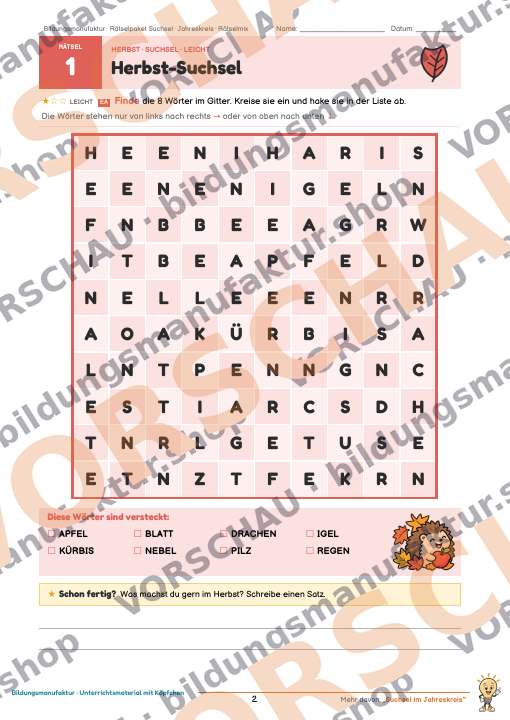 Bildungsmanufaktur · Rätselpaket Suchsel · Jahreskreis · Rätselmix Name: Datum:
RÄTSEL
1
HERBST · SUCHSEL · LEICHT
Herbst-Suchsel
★☆☆ LEICHT EA Finde die 8 Wörter im Gitter. Kreise sie ein und hake sie in der Liste ab.
Die Wörter stehen nur von links nach rechts → oder von oben nach unten ↓.
H E E N I H A R I S
E E N E N I G E L N
F N B B E E A G R W
I T B E A P F E L D
N E L L E E E N R R
A O A K Ü R B I S A
L N T P E N N G N C
E S T I A R C S D H
T N R L G E T U S E
E T N Z T F E K R N
Diese Wörter sind versteckt:
APFEL BLATT DRACHEN IGEL
KÜRBIS NEBEL PILZ REGEN
★ Schon fertig? Was machst du gern im Herbst? Schreibe einen Satz.
Bildungsmanufaktur · Unterrichtsmaterial mit Köpfchen
2
Mehr davon: „Suchsel im Jahreskreis“
VORSCHAU · bildungsmanufaktur.shop